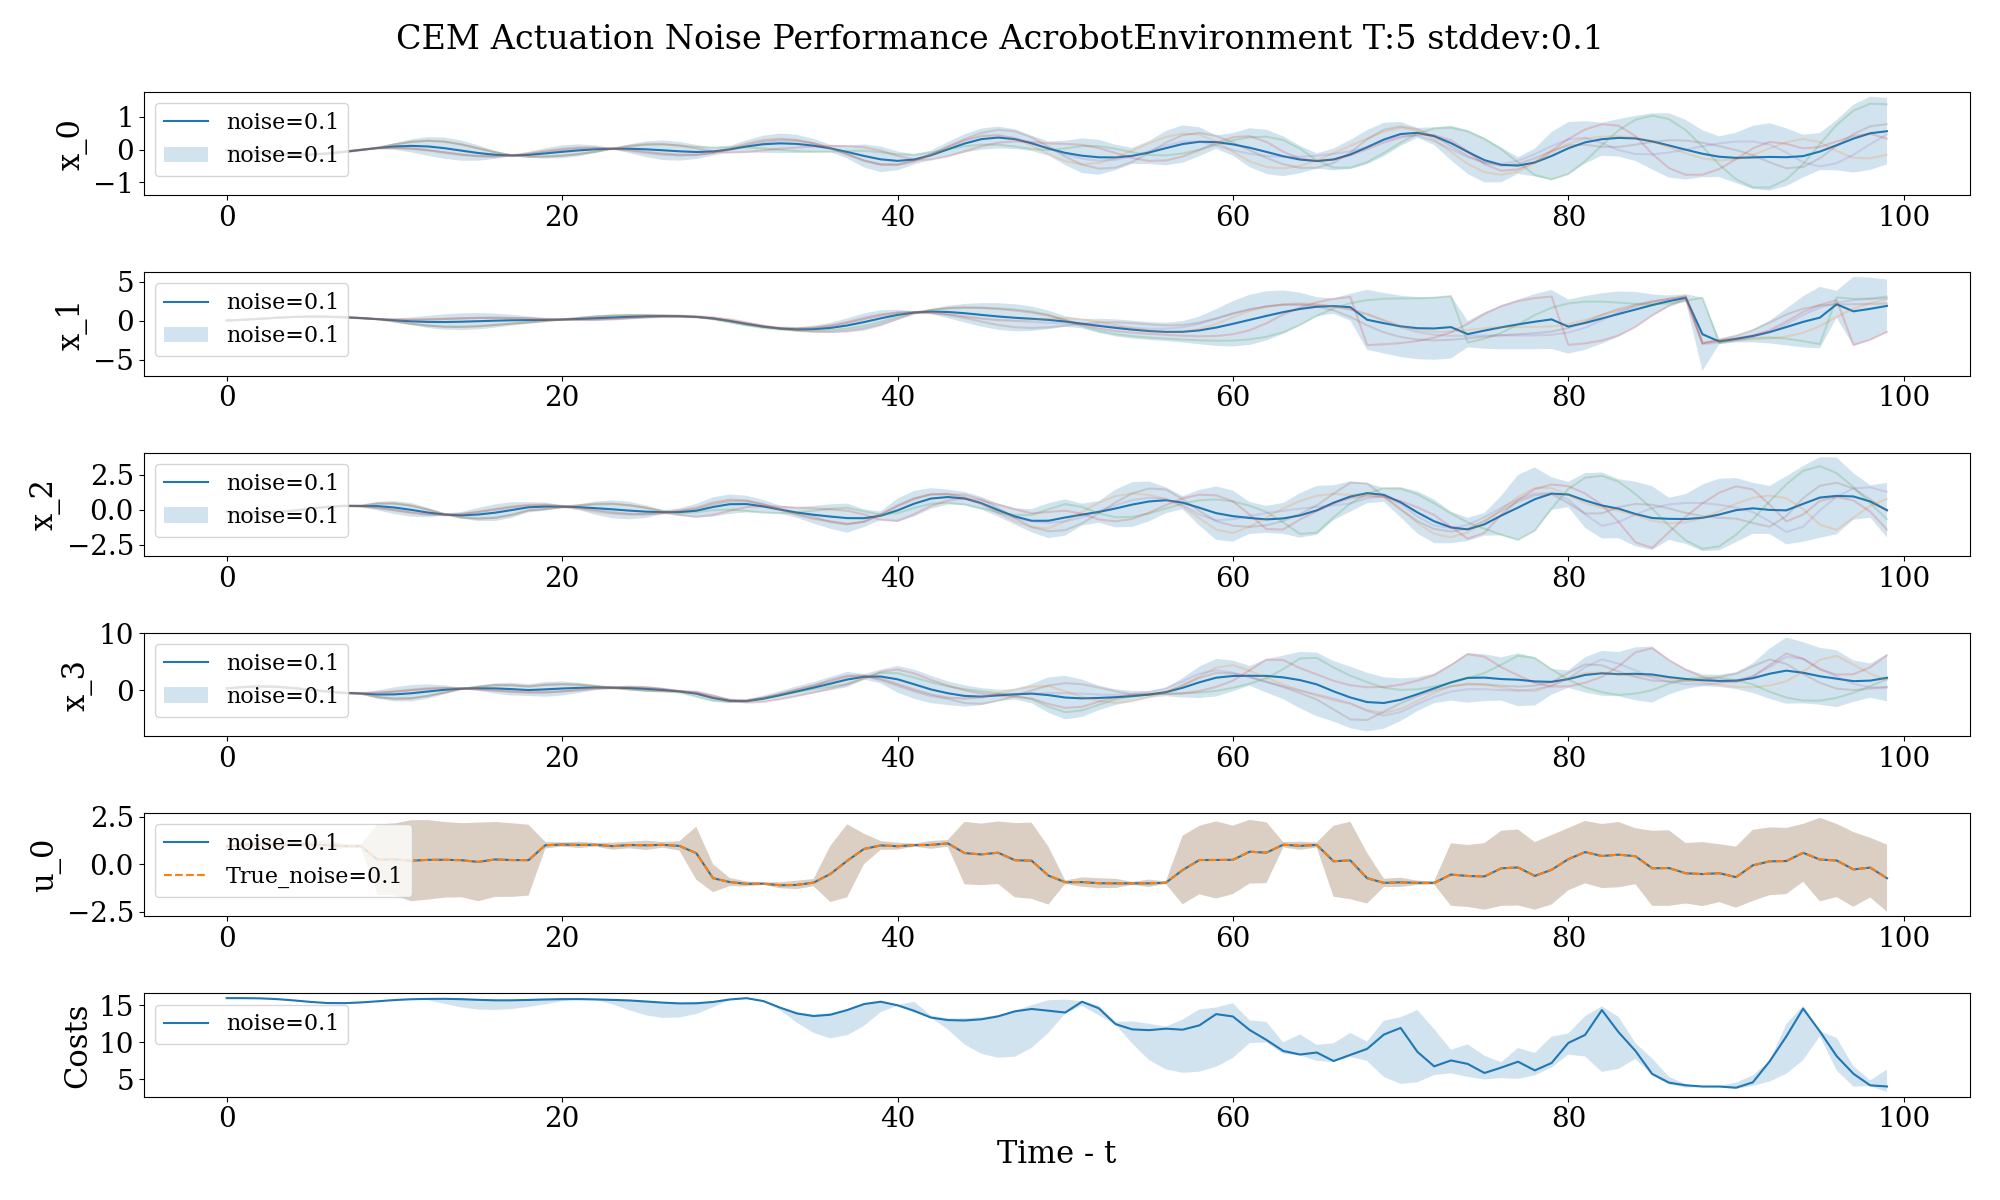 CEM Actuation Noise Performance AcrobotEnvironment T:5 stddev:0.1
x_0
1
0
−1
noise=0.1
noise=0.1
0 20 40 60 80 100
x_1
5
0
−5
noise=0.1
noise=0.1
0 20 40 60 80 100
x_2
2.5
0.0
−2.5
noise=0.1
noise=0.1
0 20 40 60 80 100
x_3
10
0
noise=0.1
noise=0.1
0 20 40 60 80 100
u_0
2.5
0.0
−2.5
noise=0.1
True_noise=0.1
0 20 40 60 80 100
Costs
15
10
5
noise=0.1
0 20 40 60 80 100
Time - t